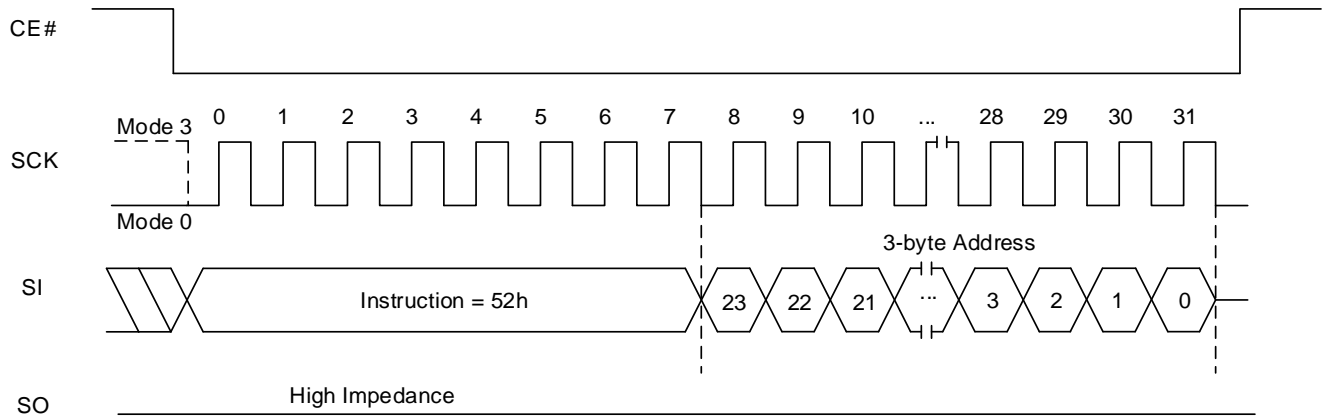 CE#
0 1 2 3 4 5 6 7 8 9 10 ... 28 29 30 31
Mode 3
SCK
Mode 0
3-byte Address
SI
Instruction = 52h 23 22 21 ... 3 2 1 0
High Impedance
SO